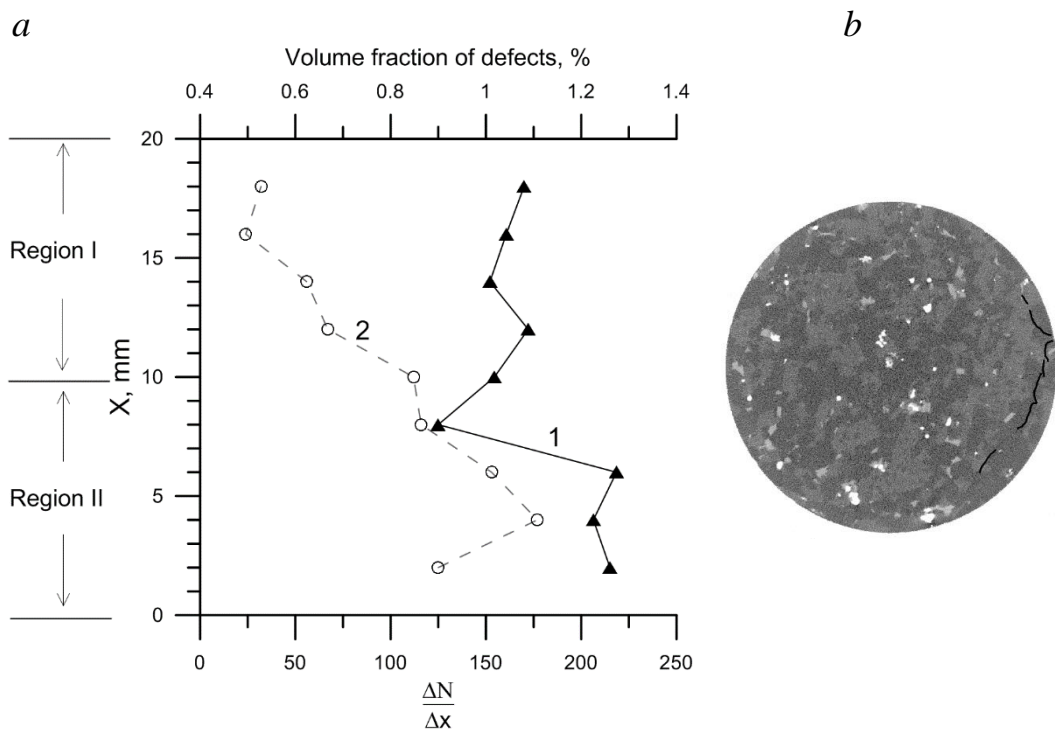 a
b
Volume fraction of defects, %
0.4 0.6 0.8 1 1.2 1.4
20
15
10
5
0
X, mm
Region I
Region II
2
1
0 50 100 150 200 250
ΔN
Δx